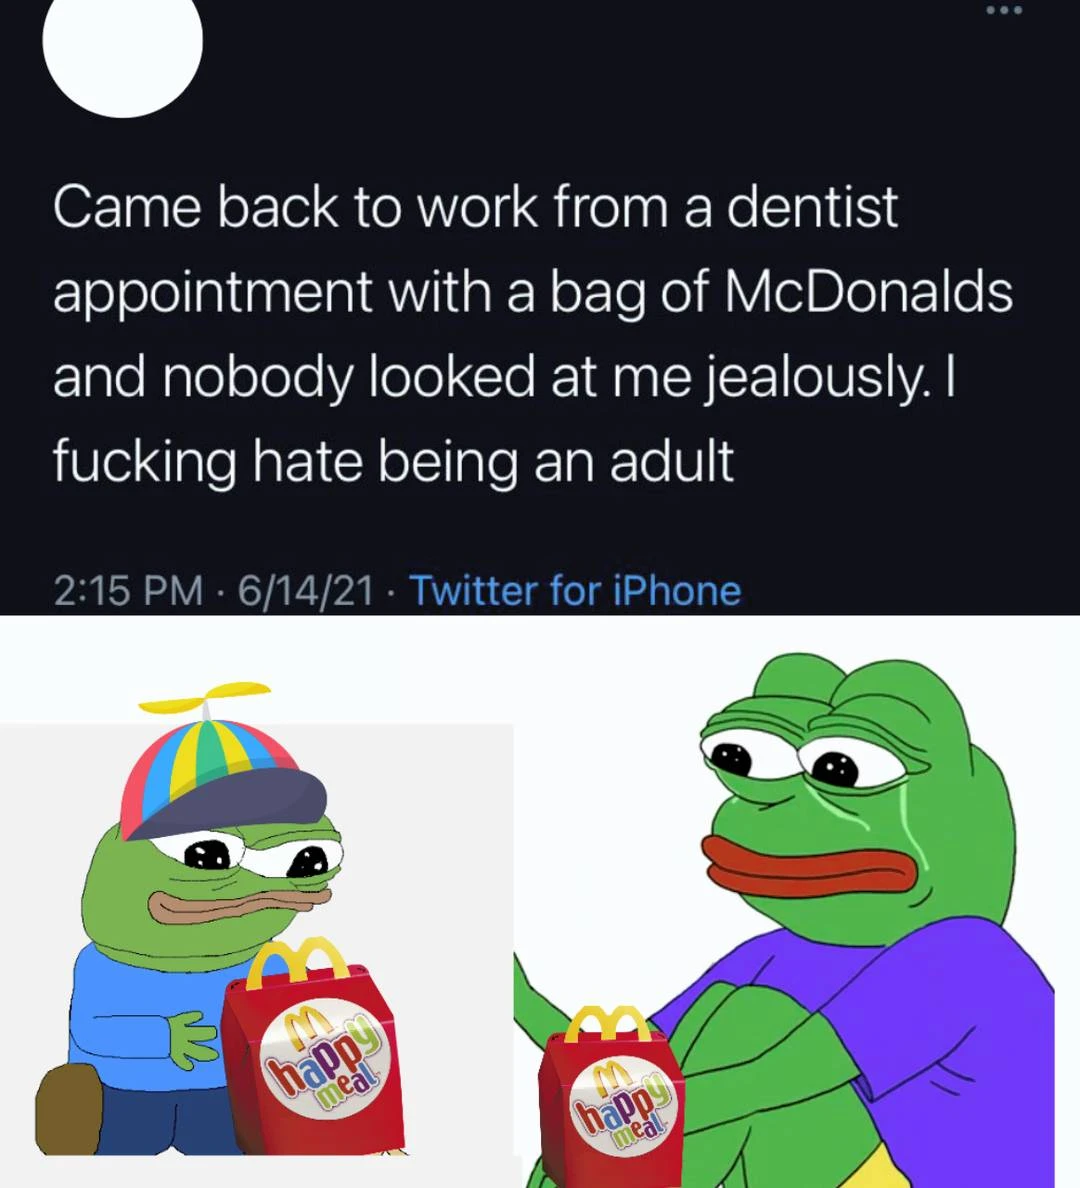 Came back to work from a dentist
appointment with a bag of McDonalds
and nobody looked at me jealously. I
fucking hate being an adult
2:15 PM · 6/14/21 · Twitter for iPhone
happy
meal
happy
meal